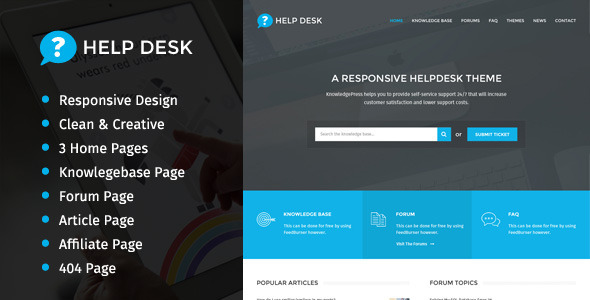 HELP DESK
Responsive Design
Clean & Creative
3 Home Pages
Knowlegebase Page
Forum Page
Article Page
Affiliate Page
404 Page
HELP DESK
HOME KNOWLEDGE BASE FORUMS FAQ THEMES NEWS CONTACT
A RESPONSIVE HELPDESK THEME
KnowledgePress helps you to provide self-service support 24/7 that will increase
customer satisfaction and lower support costs.
Search the knowledge base...
or
SUBMIT TICKET
KNOWLEDGE BASE
This can be done for free by using
Feedburner however.
FORUM
This can be done for free by using
Feedburner however.
Visit The Forums
FAQ
This can be done for free by using
Feedburner however.
POPULAR ARTICLES
FORUM TOPICS